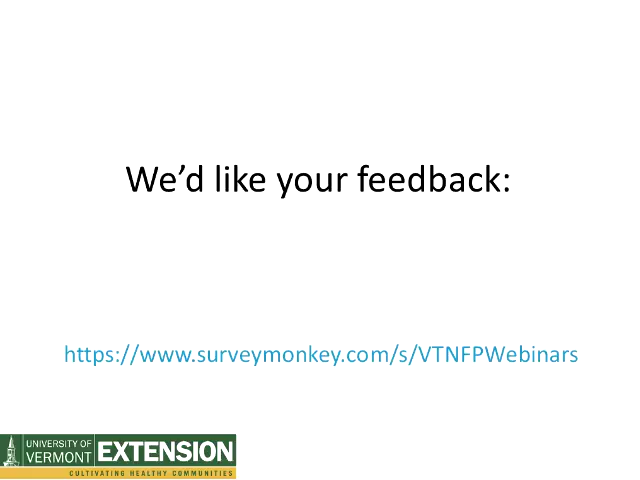 We’d like your feedback:
https://www.surveymonkey.com/s/VTNFPWebinars
UNIVERSITY OF
VERMONT EXTENSION
CULTIVATING HEALTHY COMMUNITIES